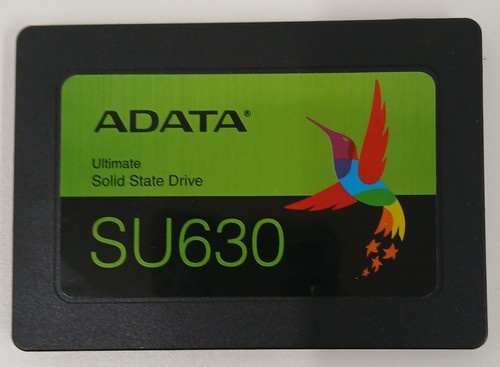 ADATA®
Ultimate
Solid State Drive
SU630